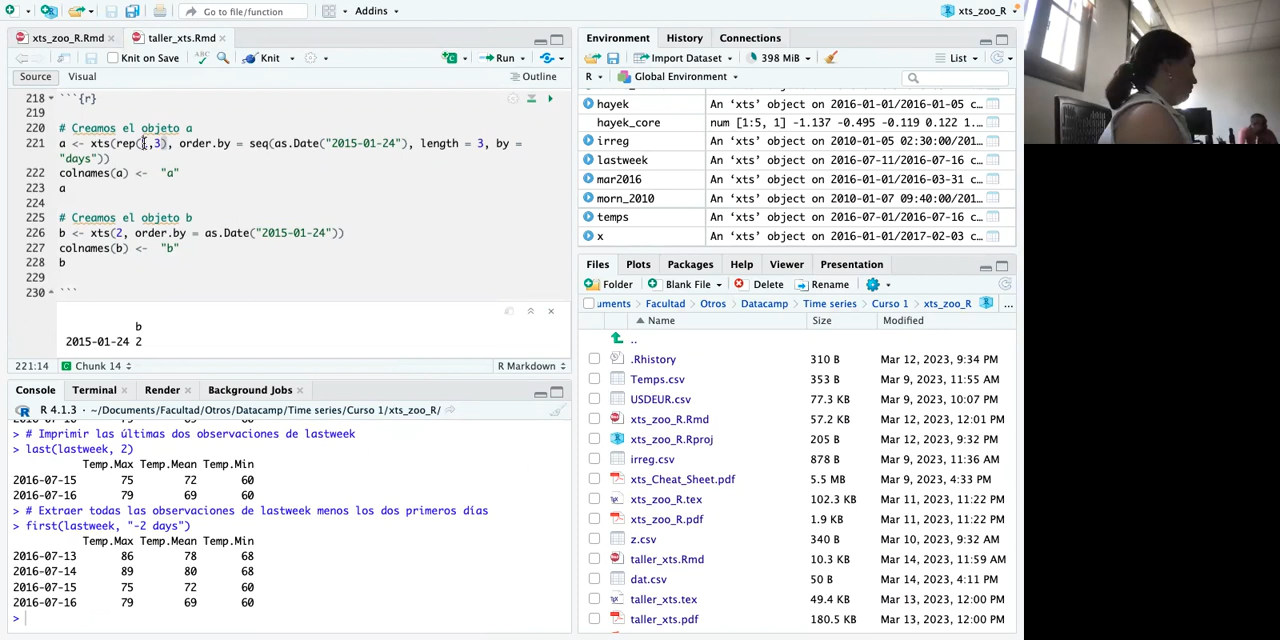 Go to file/function
Addins
xts_zoo_R
xts_zoo_R.Rmd
taller_xts.Rmd
Knit on Save
ABC
Knit
Run
Source
Visual
Outline
218 ```{r}
219
220 # Creamos el objeto a
221 a <- xts(rep(1,3), order.by = seq(as.Date("2015-01-24"), length = 3, by =
"days"))
222 colnames(a) <- "a"
223 a
224
225 # Creamos el objeto b
226 b <- xts(2, order.by = as.Date("2015-01-24"))
227 colnames(b) <- "b"
228 b
229
230 ```
b
2015-01-24 2
221:14
Chunk 14
R Markdown
Console
Terminal
Render
Background Jobs
R 4.1.3 · ~/Documents/Facultad/Otros/Datacamp/Time series/Curso 1/xts_zoo_R/
> # Imprimir las últimas dos observaciones de lastweek
> last(lastweek, 2)
Temp.Max Temp.Mean Temp.Min
2016-07-15 75 72 60
2016-07-16 79 69 60
> # Extraer todas las observaciones de lastweek menos los dos primeros días
> first(lastweek, "-2 days")
Temp.Max Temp.Mean Temp.Min
2016-07-13 86 78 68
2016-07-14 89 80 68
2016-07-15 75 72 60
2016-07-16 79 69 60
>
Environment
History
Connections
Import Dataset
398 MiB
List
R
Global Environment
hayek An ‘xts’ object on 2016-01-01/2016-01-05 c…
hayek_core num [1:5, 1] -1.137 -0.495 -0.119 0.122 1.…
irreg An ‘xts’ object on 2010-01-05 02:30:00/201…
lastweek An ‘xts’ object on 2016-07-11/2016-07-16 c…
mar2016 An ‘xts’ object on 2016-01-01/2016-03-31 c…
morn_2010 An ‘xts’ object on 2010-01-07 09:40:00/201…
temps An ‘xts’ object on 2016-07-01/2016-07-16 c…
x An ‘xts’ object on 2010-01-01/2017-02-03 c…
Files
Plots
Packages
Help
Viewer
Presentation
Folder
Blank File
Delete
Rename
uments
Facultad
Otros
Datacamp
Time series
Curso 1
xts_zoo_R
...
Name Size Modified
..
.Rhistory 310 B Mar 12, 2023, 9:34 PM
Temps.csv 353 B Mar 9, 2023, 11:55 AM
USDEUR.csv 77.3 KB Mar 9, 2023, 10:07 PM
xts_zoo_R.Rmd 57.2 KB Mar 12, 2023, 12:01 PM
xts_zoo_R.Rproj 205 B Mar 12, 2023, 9:32 PM
irreg.csv 878 B Mar 9, 2023, 11:36 AM
xts_Cheat_Sheet.pdf 5.5 MB Mar 9, 2023, 4:33 PM
xts_zoo_R.tex 102.3 KB Mar 11, 2023, 11:22 PM
xts_zoo_R.pdf 1.9 KB Mar 11, 2023, 11:22 PM
z.csv 340 B Mar 10, 2023, 9:32 AM
taller_xts.Rmd 10.3 KB Mar 14, 2023, 11:59 AM
dat.csv 50 B Mar 14, 2023, 4:11 PM
taller_xts.tex 49.4 KB Mar 13, 2023, 12:00 PM
taller_xts.pdf 180.5 KB Mar 13, 2023, 12:00 PM